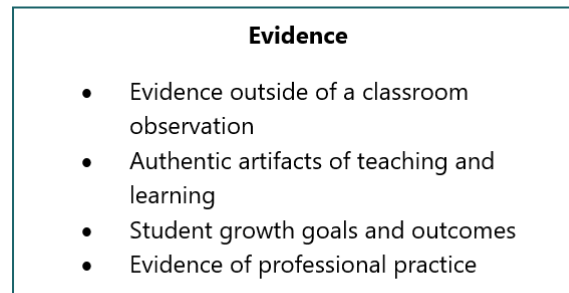 Evidence
• Evidence outside of a classroom
observation
• Authentic artifacts of teaching and
learning
• Student growth goals and outcomes
• Evidence of professional practice